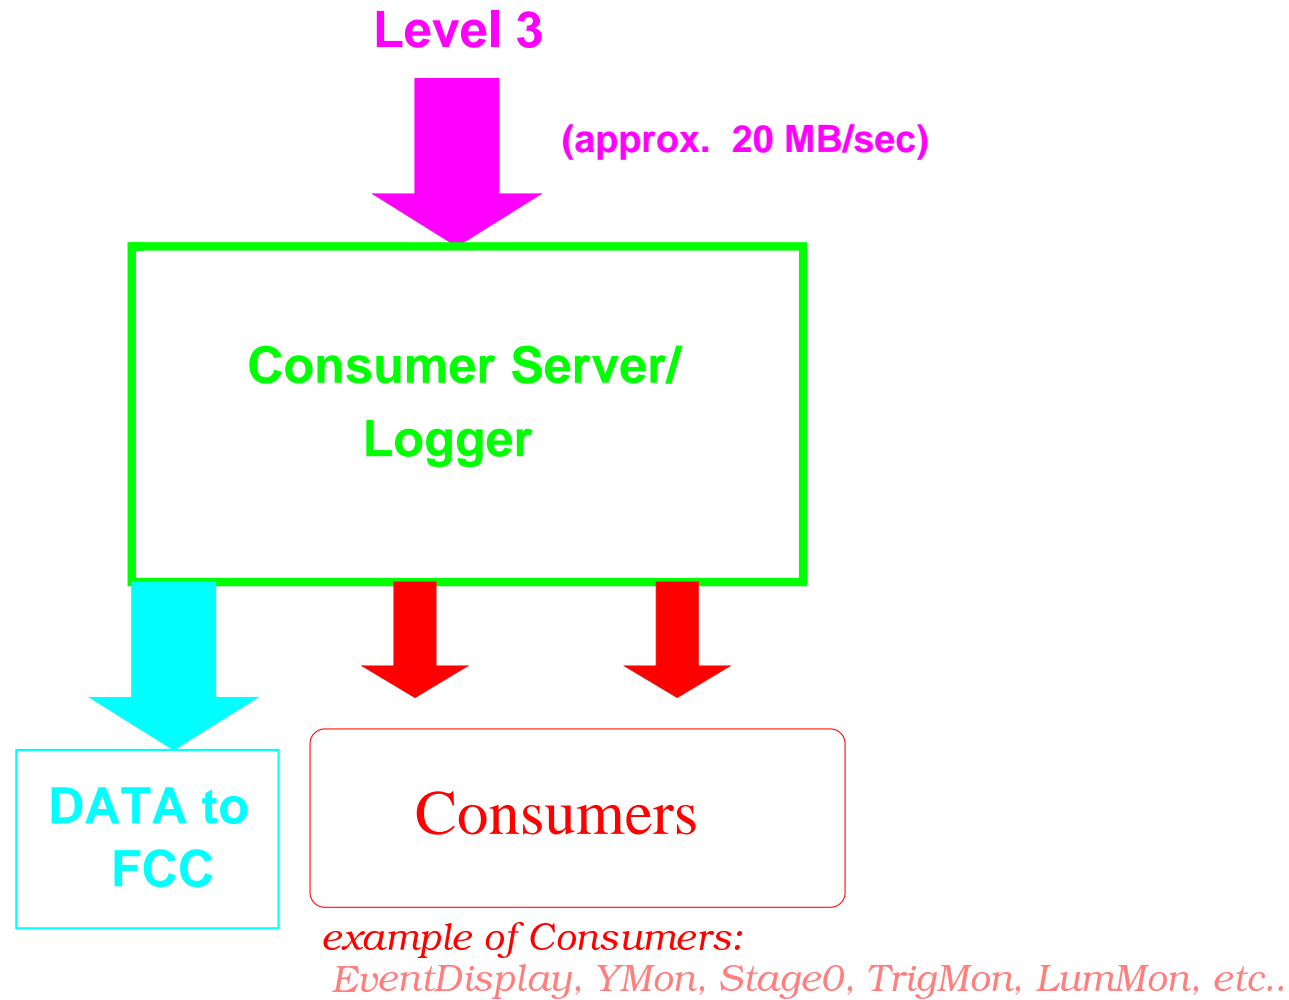 Level 3
(approx. 20 MB/sec)
Consumer Server/
Logger
DATA to
FCC
Consumers
example of Consumers:
EventDisplay, YMon, Stage0, TrigMon, LumMon, etc..